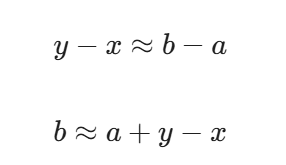 y − x ≈ b − a
b ≈ a + y − x